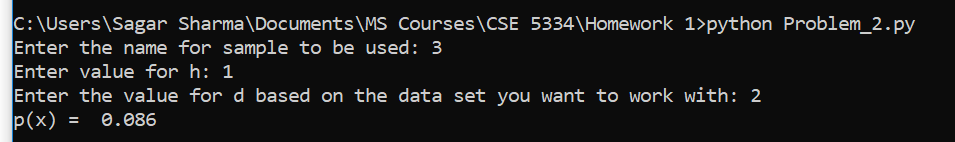 C:\Users\Sagar Sharma\Documents\MS Courses\CSE 5334\Homework 1>python Problem_2.py
Enter the name for sample to be used: 3
Enter value for h: 1
Enter the value for d based on the data set you want to work with: 2
p(x) =  0.086